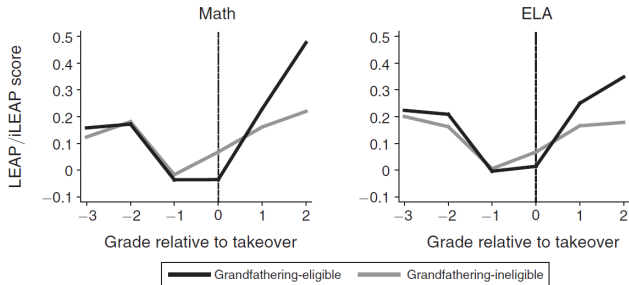 Math
ELA
LEAP/iLEAP score
0.5
0.4
0.3
0.2
0.1
0
−0.1
−3 −2 −1 0 1 2
Grade relative to takeover
0.5
0.4
0.3
0.2
0.1
0
−0.1
−3 −2 −1 0 1 2
Grade relative to takeover
Grandfathering-eligible
Grandfathering-ineligible